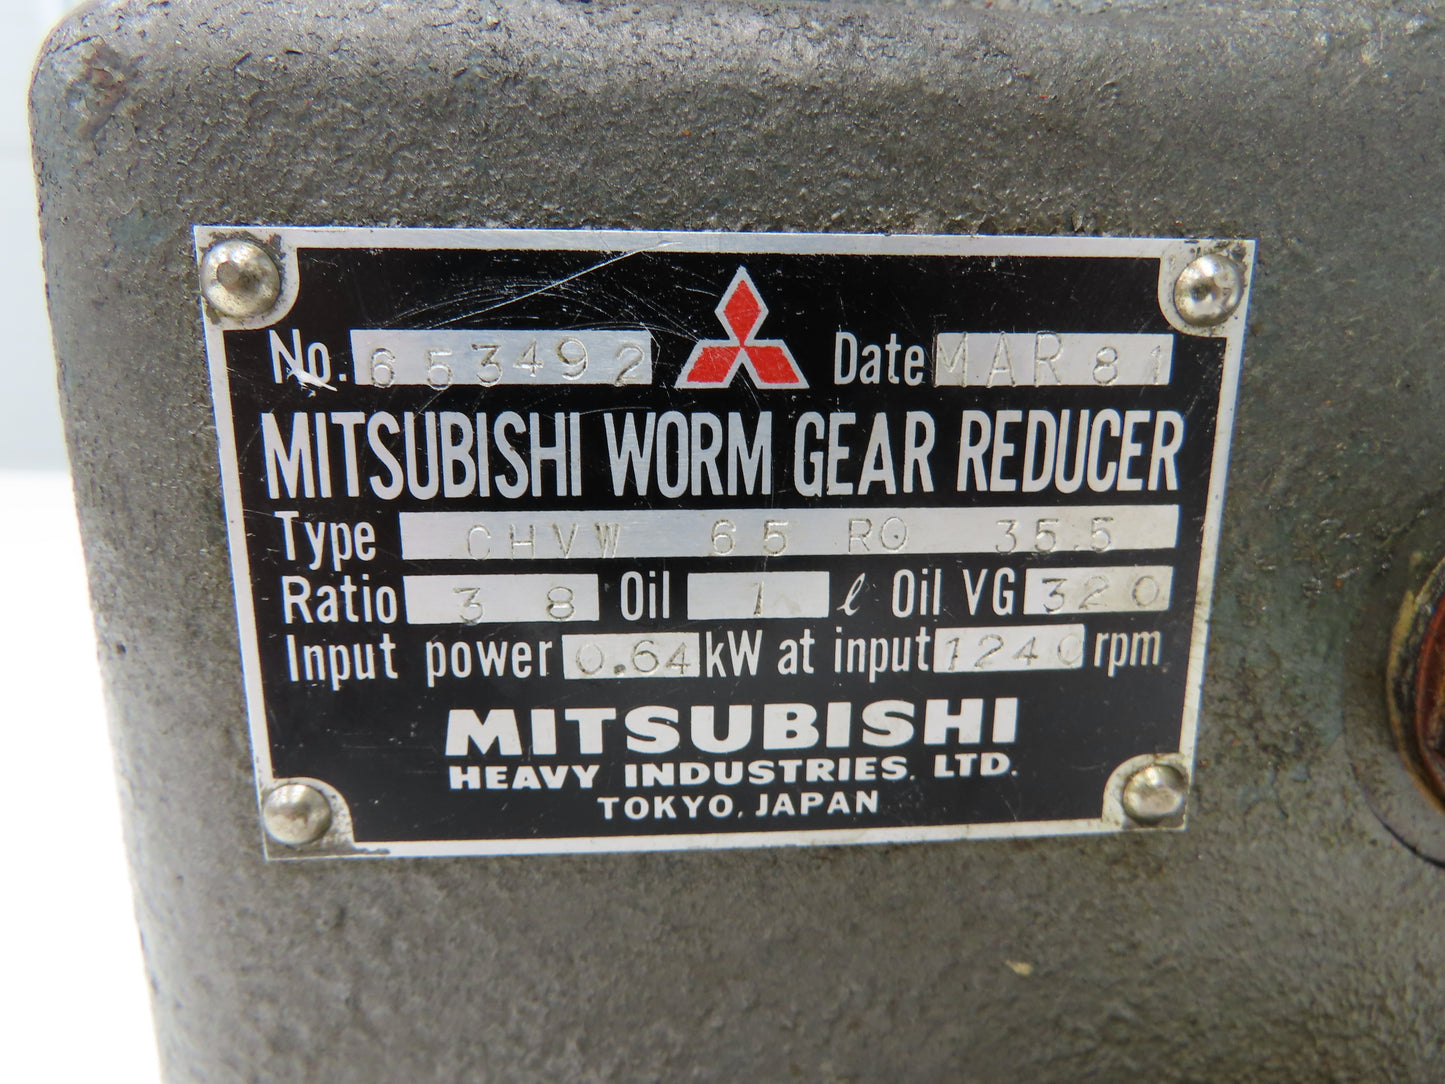 No. 653492 Date MAR 81
MITSUBISHI WORM GEAR REDUCER
Type CHVW 65 RO 35.5
Ratio 38 Oil 1 ℓ Oil VG 320
Input power 0.64 kW at input 1240 rpm
MITSUBISHI
HEAVY INDUSTRIES, LTD.
TOKYO, JAPAN